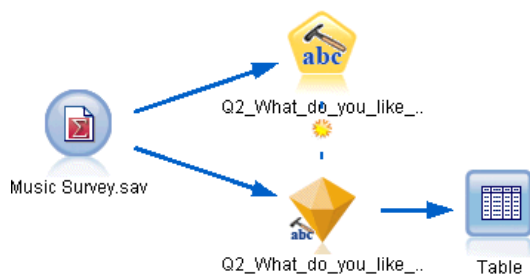 abc
Q2_What_do_you_like_..
Music Survey.sav
abc
Q2_What_do_you_like_..
Table